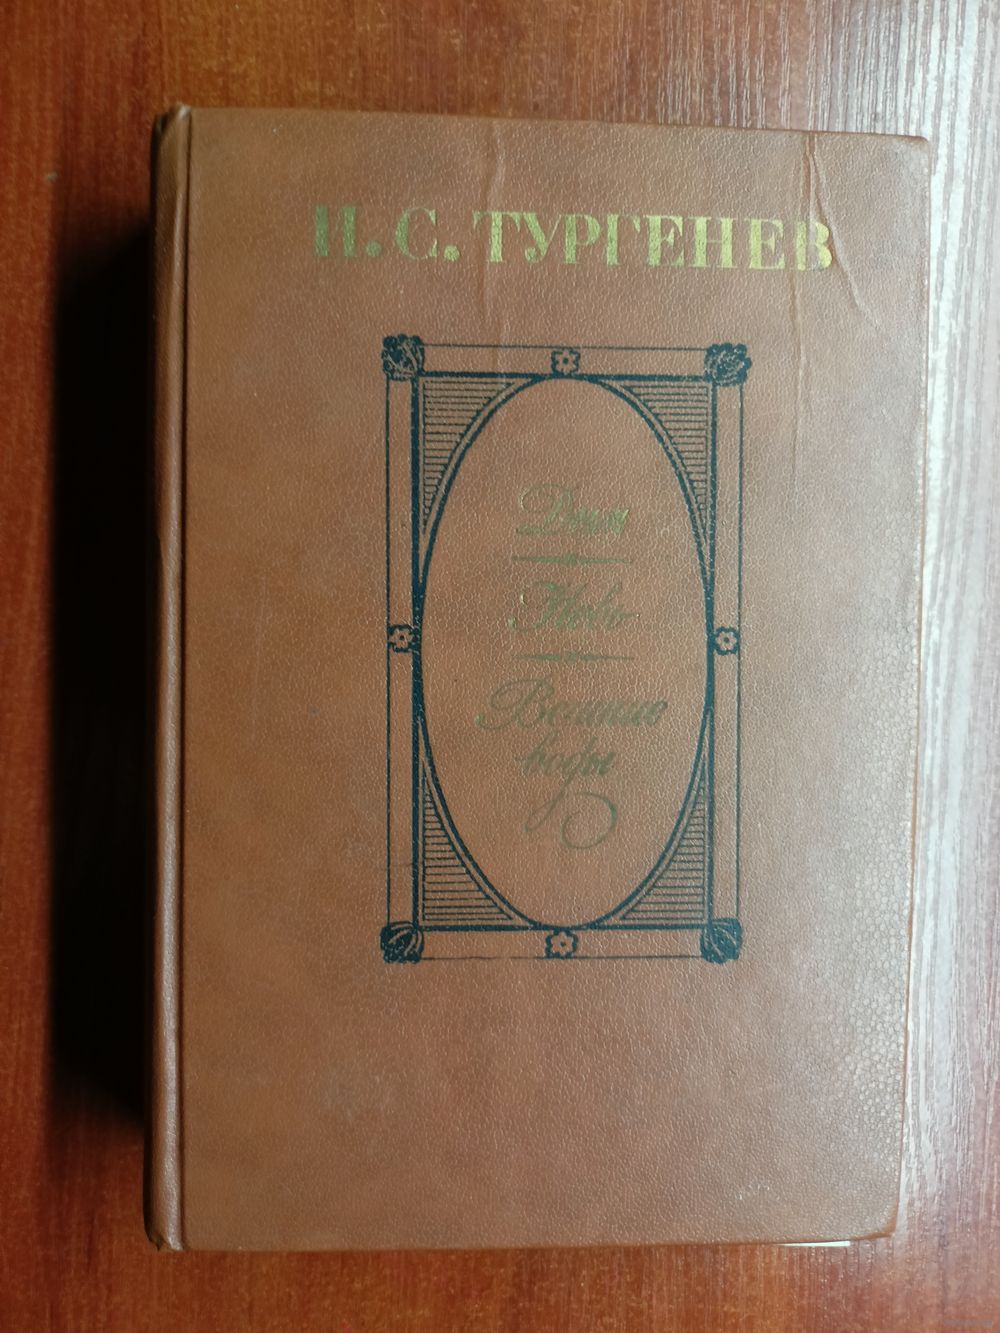 И. С. ТУРГЕНЕВ
Дым
Новь
Вешние
воды